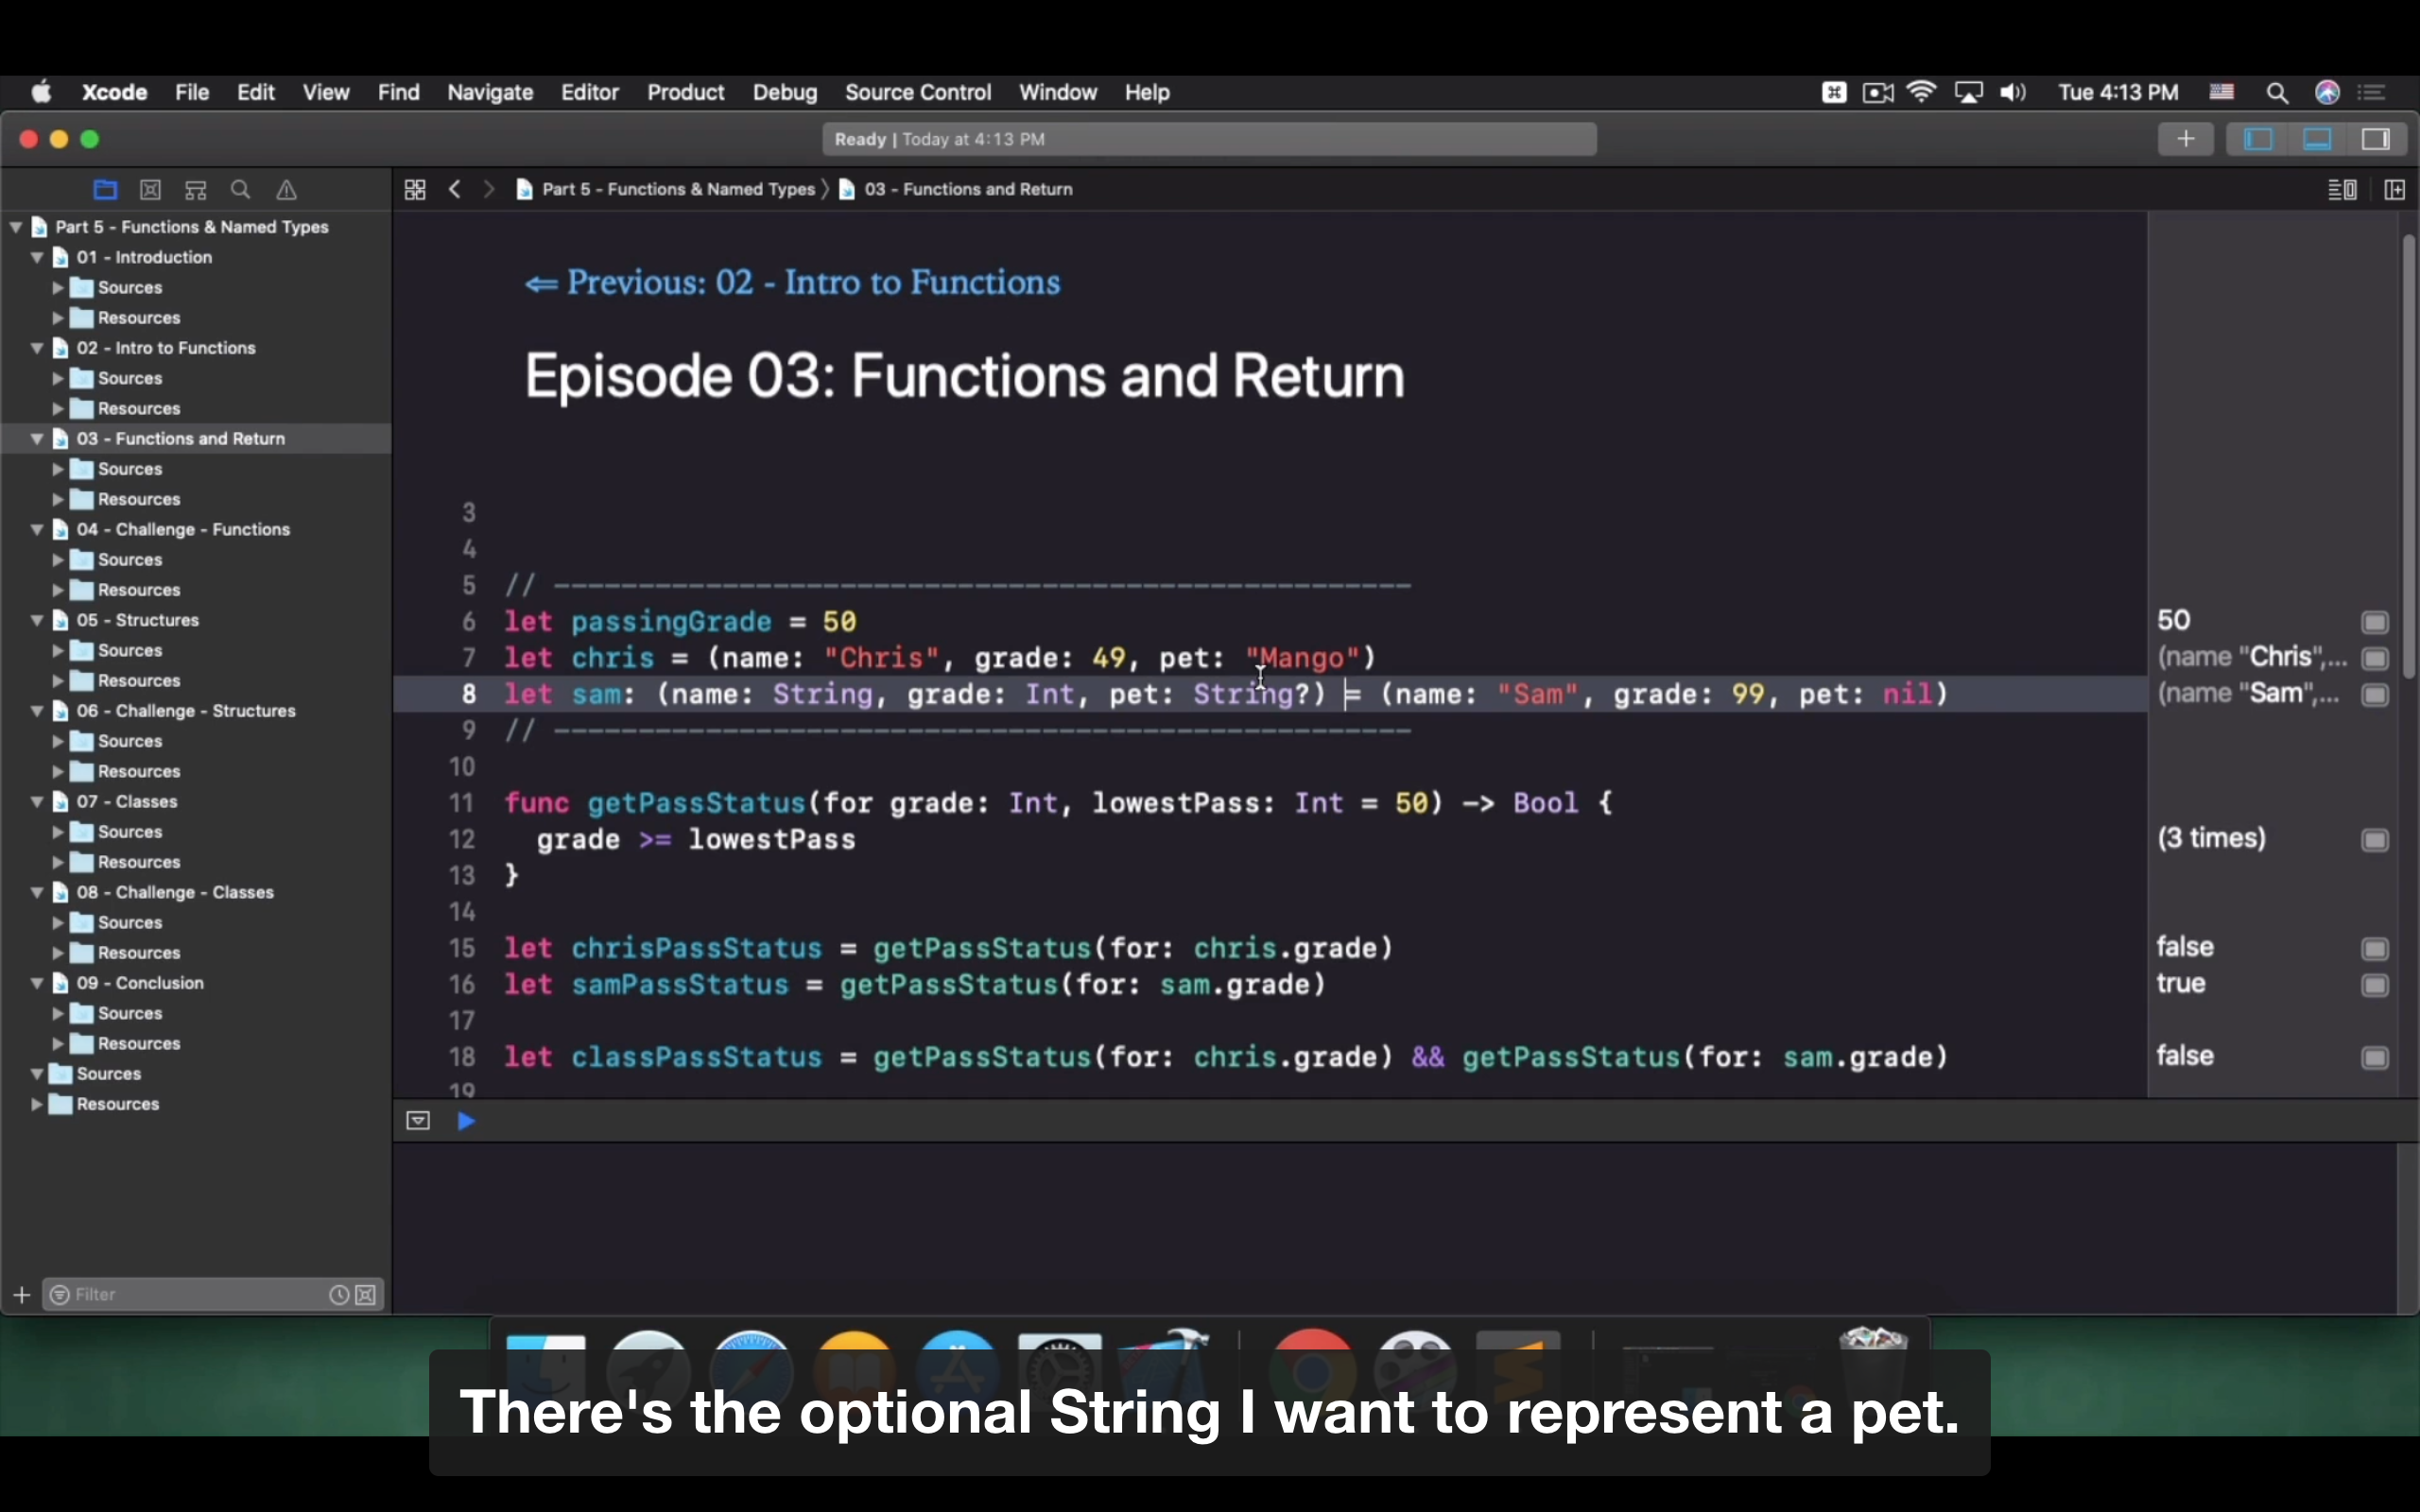 Xcode File Edit View Find Navigate Editor Product Debug Source Control Window Help
Tue 4:13 PM
Ready | Today at 4:13 PM
Part 5 - Functions & Named Types
03 - Functions and Return
Part 5 - Functions & Named Types
01 - Introduction
Sources
Resources
02 - Intro to Functions
Sources
Resources
03 - Functions and Return
Sources
Resources
04 - Challenge - Functions
Sources
Resources
05 - Structures
Sources
Resources
06 - Challenge - Structures
Sources
Resources
07 - Classes
Sources
Resources
08 - Challenge - Classes
Sources
Resources
09 - Conclusion
Sources
Resources
Sources
Resources
Filter
⇐ Previous: 02 - Intro to Functions
Episode 03: Functions and Return
3
4
5 // ---------------------------------------------------
6 let passingGrade = 50
7 let chris = (name: "Chris", grade: 49, pet: "Mango")
8 let sam: (name: String, grade: Int, pet: String?) = (name: "Sam", grade: 99, pet: nil)
9 // ---------------------------------------------------
10
11 func getPassStatus(for grade: Int, lowestPass: Int = 50) -> Bool {
12 grade >= lowestPass
13 }
14
15 let chrisPassStatus = getPassStatus(for: chris.grade)
16 let samPassStatus = getPassStatus(for: sam.grade)
17
18 let classPassStatus = getPassStatus(for: chris.grade) && getPassStatus(for: sam.grade)
19
50
(name "Chris",...
(name "Sam",...
(3 times)
false
true
false
There's the optional String I want to represent a pet.